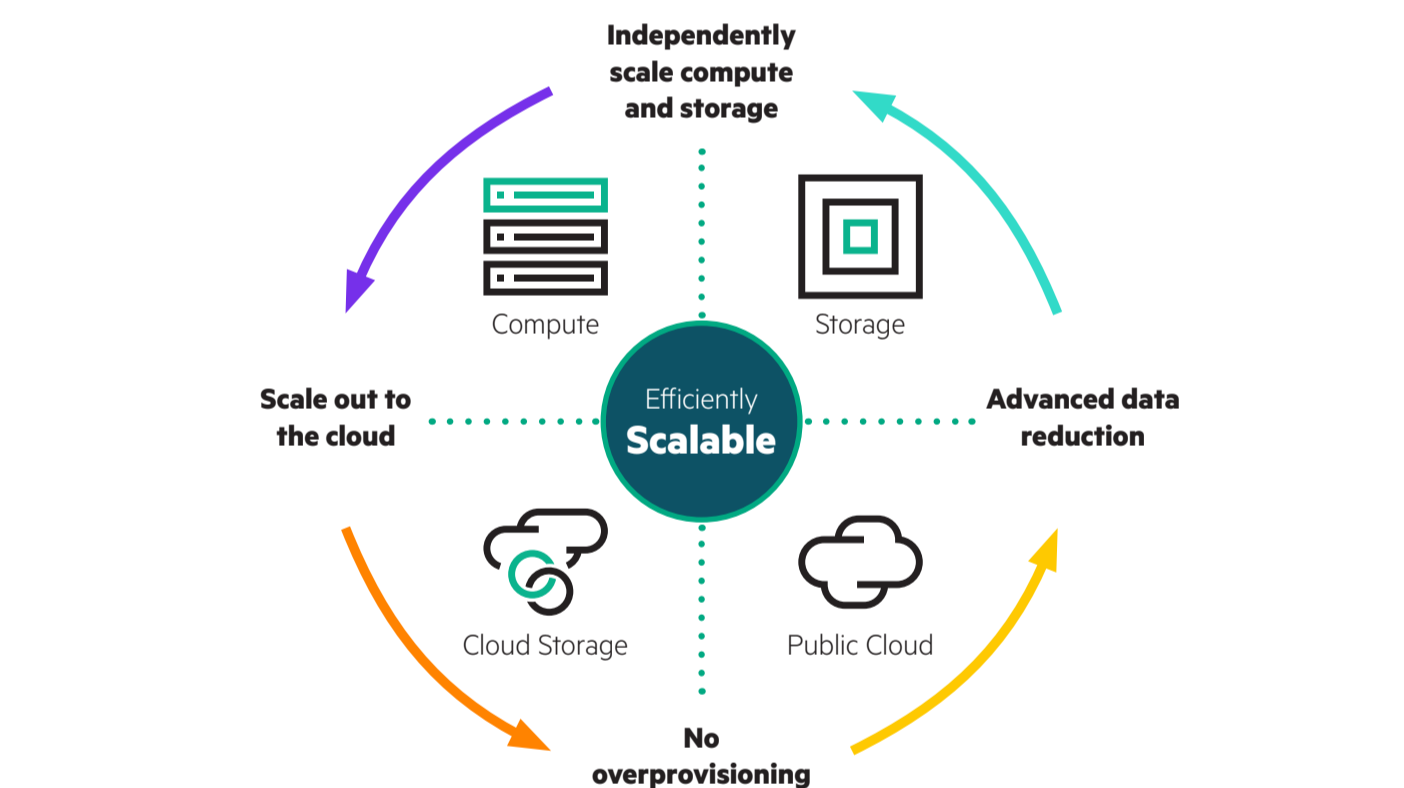 Independently
scale compute
and storage
Compute
Storage
Scale out to
the cloud
Efficiently
Scalable
Advanced data
reduction
Cloud Storage
Public Cloud
No
overprovisioning